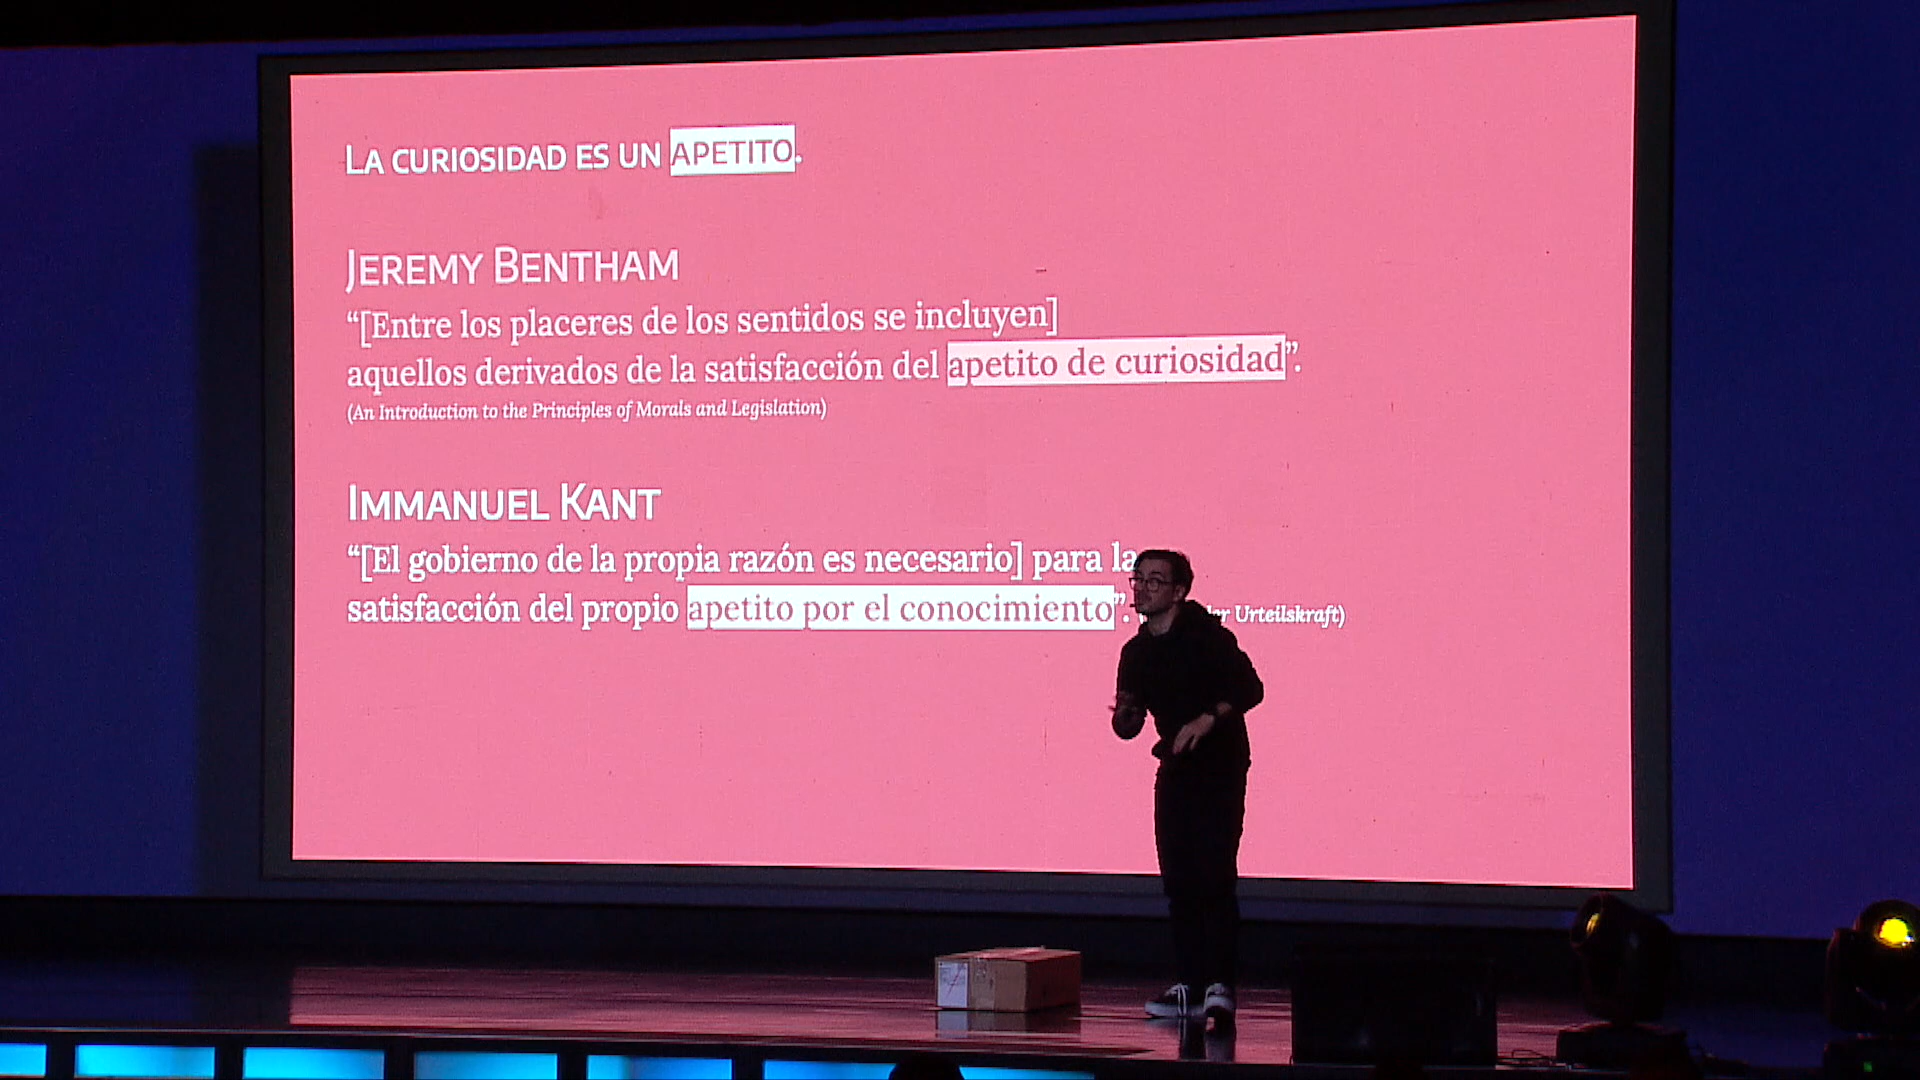 LA CURIOSIDAD ES UN APETITO.
JEREMY BENTHAM
“[Entre los placeres de los sentidos se incluyen]
aquellos derivados de la satisfacción del apetito de curiosidad”.
(An Introduction to the Principles of Morals and Legislation)
IMMANUEL KANT
“[El gobierno de la propia razón es necesario] para la
satisfacción del propio apetito por el conocimiento”. Urteilskraft)